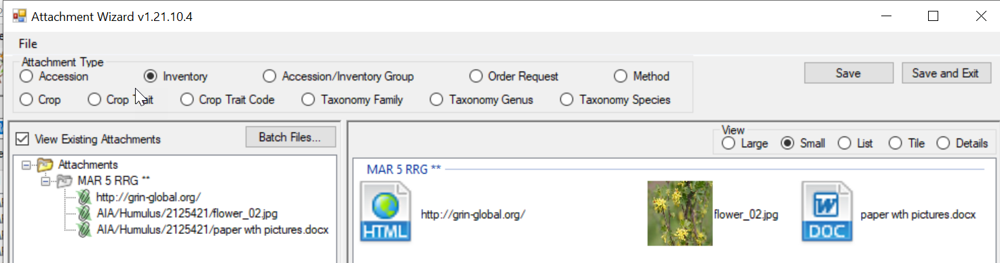 Attachment Wizard v1.21.10.4
File
Attachment Type
Accession Inventory Accession/Inventory Group Order Request Method
Save Save and Exit
Crop Crop Trait Crop Trait Code Taxonomy Family Taxonomy Genus Taxonomy Species
View Existing Attachments Batch Files...
Attachments
MAR 5 RRG **
http://grin-global.org/
AIA/Humulus/2125421/flower_02.jpg
AIA/Humulus/2125421/paper wth pictures.docx
View
Large Small List Tile Details
MAR 5 RRG **
HTML http://grin-global.org/ flower_02.jpg W DOC paper wth pictures.docx